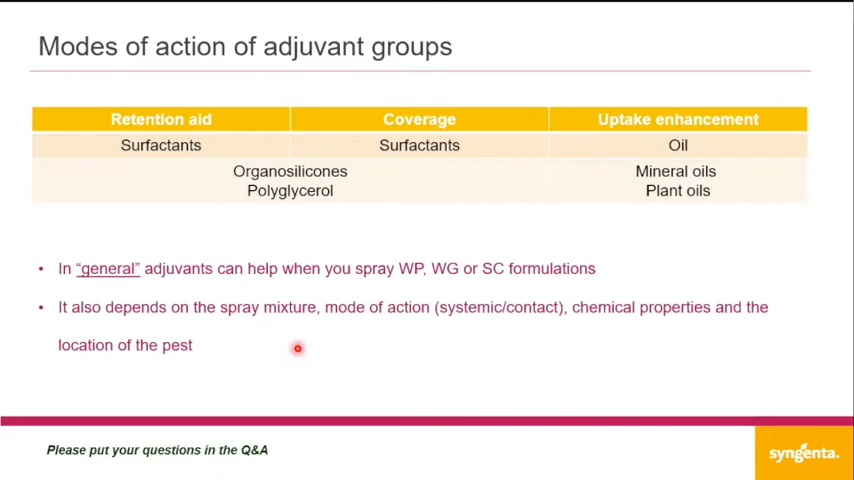 Modes of action of adjuvant groups
Retention aid Coverage Uptake enhancement
Surfactants Surfactants Oil
Organosilicones Mineral oils
Polyglycerol Plant oils
• In “general” adjuvants can help when you spray WP, WG or SC formulations
• It also depends on the spray mixture, mode of action (systemic/contact), chemical properties and the
location of the pest
Please put your questions in the Q&A
syngenta.